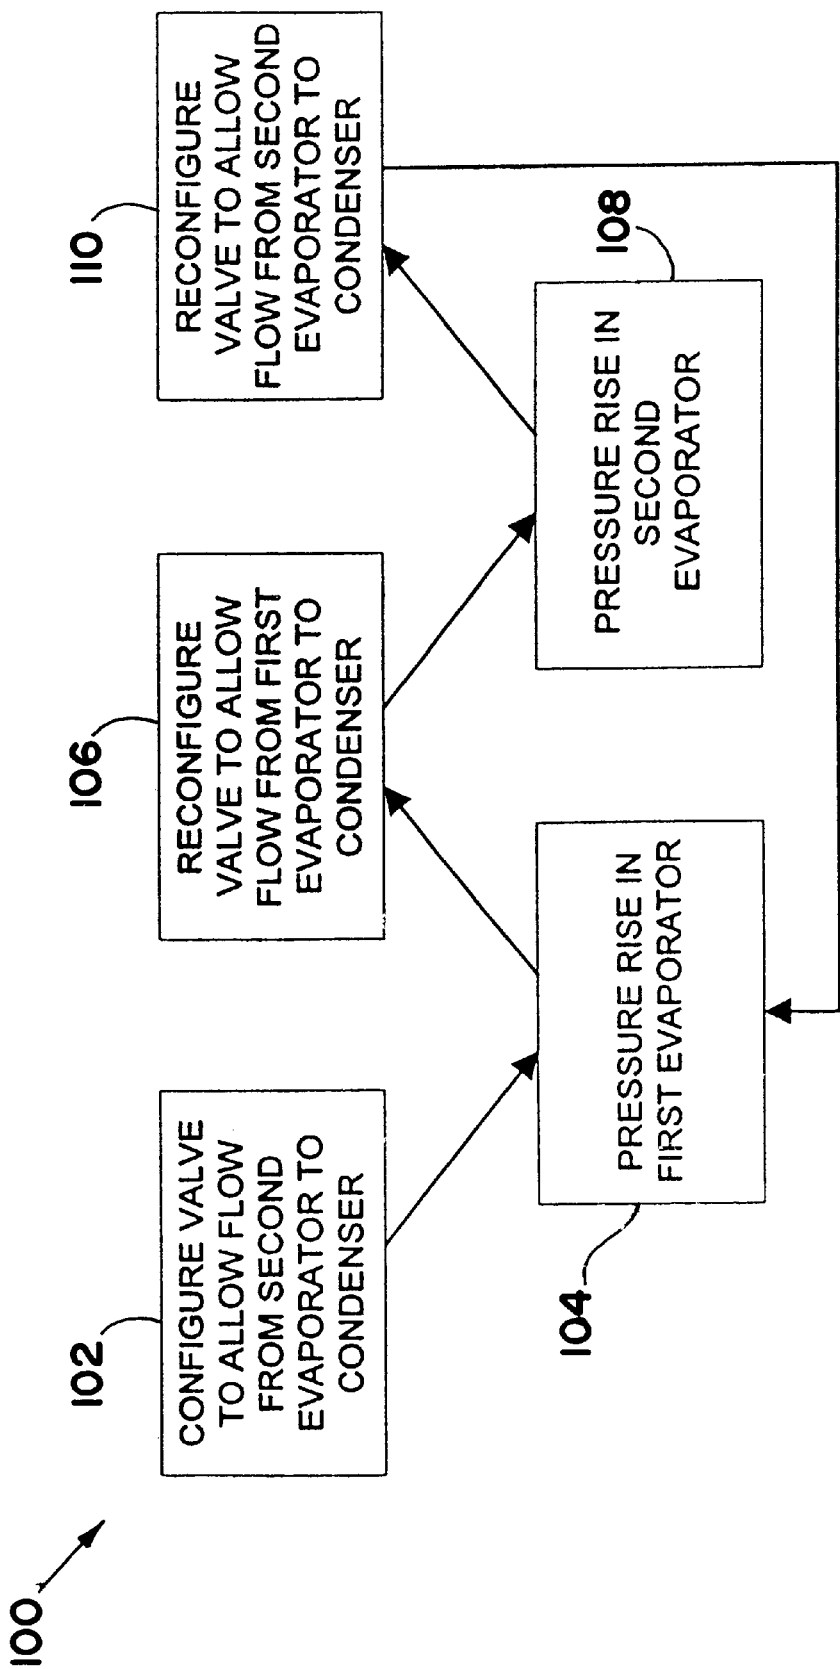 100
102
CONFIGURE VALVE
TO ALLOW FLOW
FROM SECOND
EVAPORATOR TO
CONDENSER
104
PRESSURE RISE IN
FIRST EVAPORATOR
106
RECONFIGURE
VALVE TO ALLOW
FLOW FROM FIRST
EVAPORATOR TO
CONDENSER
108
PRESSURE RISE IN
SECOND
EVAPORATOR
110
RECONFIGURE
VALVE TO ALLOW
FLOW FROM SECOND
EVAPORATOR TO
CONDENSER